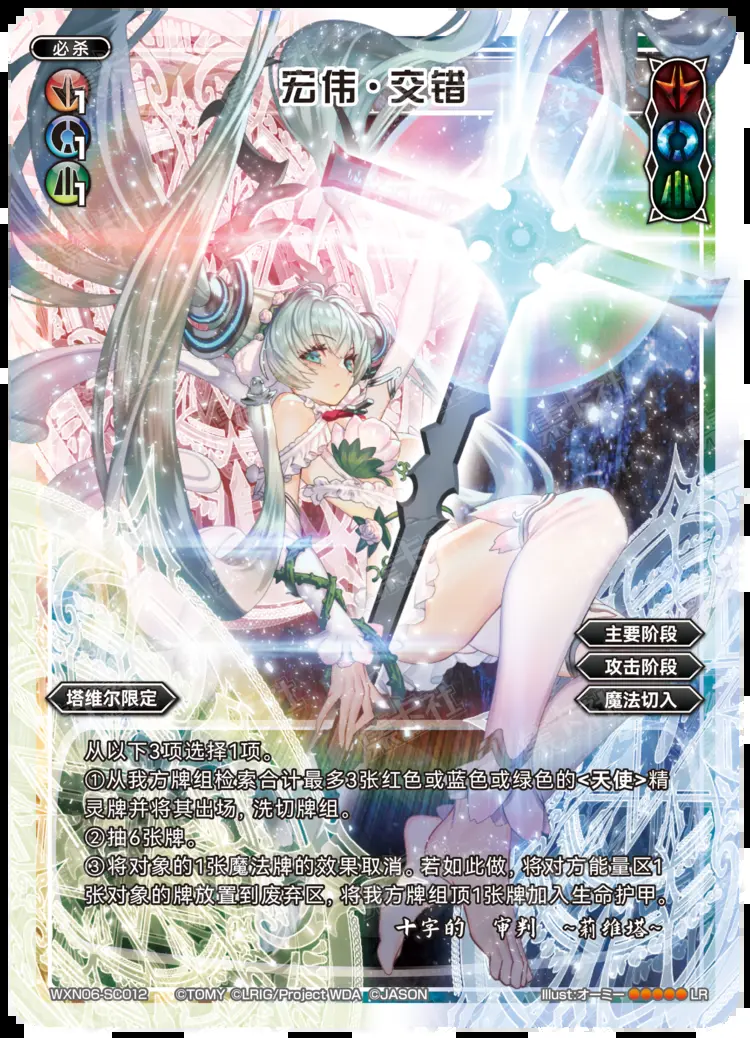 必杀
宏伟·交错
1
1
1
主要阶段
攻击阶段
塔维尔限定
魔法切入
从以下3项选择1项。
①从我方牌组检索合计最多3张红色或蓝色或绿色的<天使>精
灵牌并将其出场，洗切牌组。
②抽6张牌。
③将对象的1张魔法牌的效果取消。若如此做，将对方能量区1
张对象的牌放置到废弃区，将我方牌组顶1张牌加入生命护甲。
十字的 审判 ~莉维塔~
WXN06-SC012 ©TOMY ©LRIG/Project WDA ©JASON Illust:オーミー LR